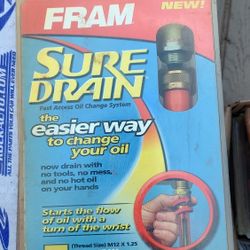 FRAM
NEW!
SURE
DRAIN
Fast Access Oil Change System
the
easier way
to change
your oil
now drain with
no tools, no mess,
and no hot oil
on your hands
Starts the flow
of oil with a
turn of the wrist
(Thread Size) M12 X 1.25